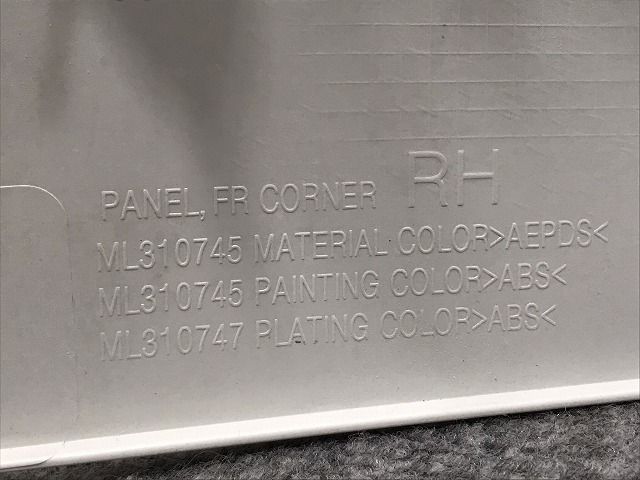 PANEL, FR CORNER RH
ML310745 MATERIAL COLOR>AEPDS<
ML310745 PAINTING COLOR>ABS<
ML310747 PLATING COLOR>ABS<